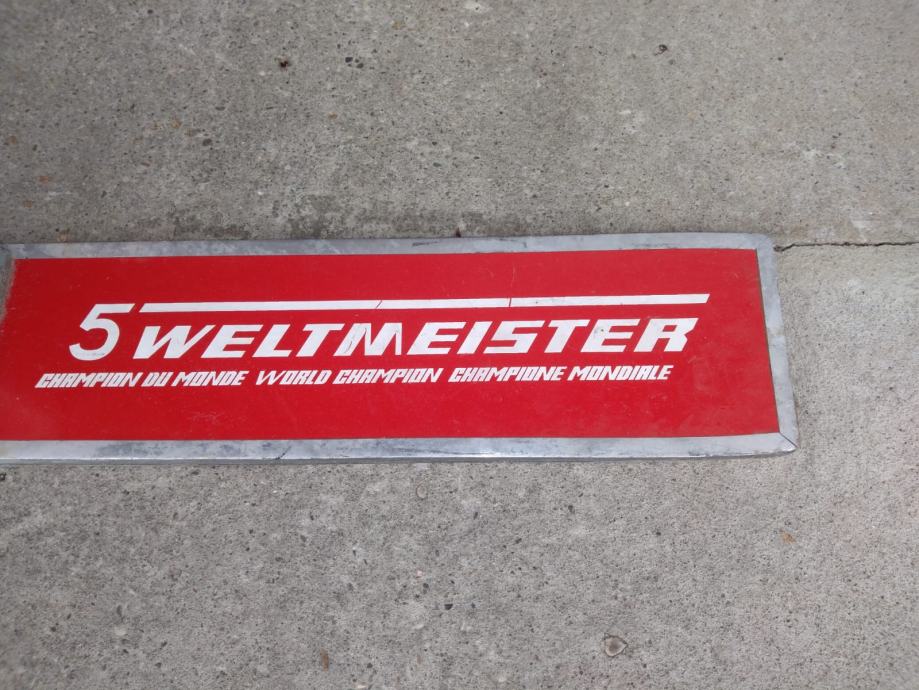 5 WELTMEISTER
CHAMPION DU MONDE WORLD CHAMPION CHAMPIONE MONDIALE